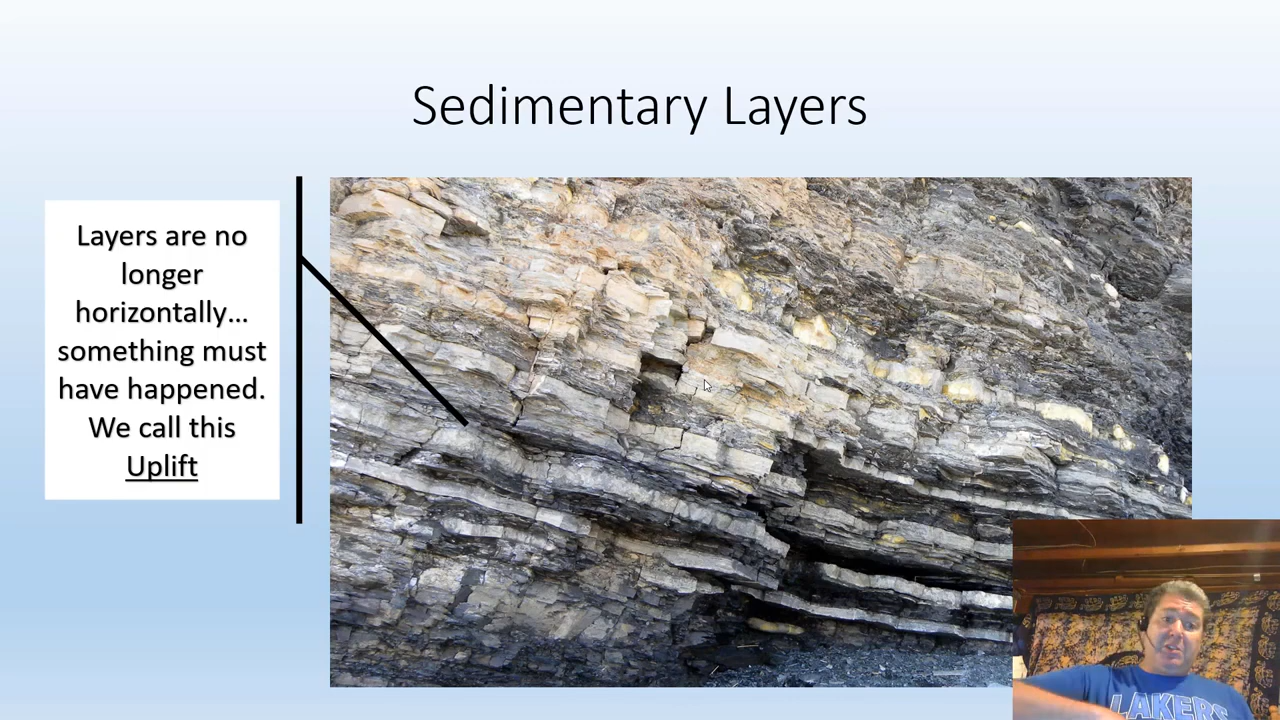 Sedimentary Layers
Layers are no
longer
horizontally...
something must
have happened.
We call this
Uplift
LAKERS